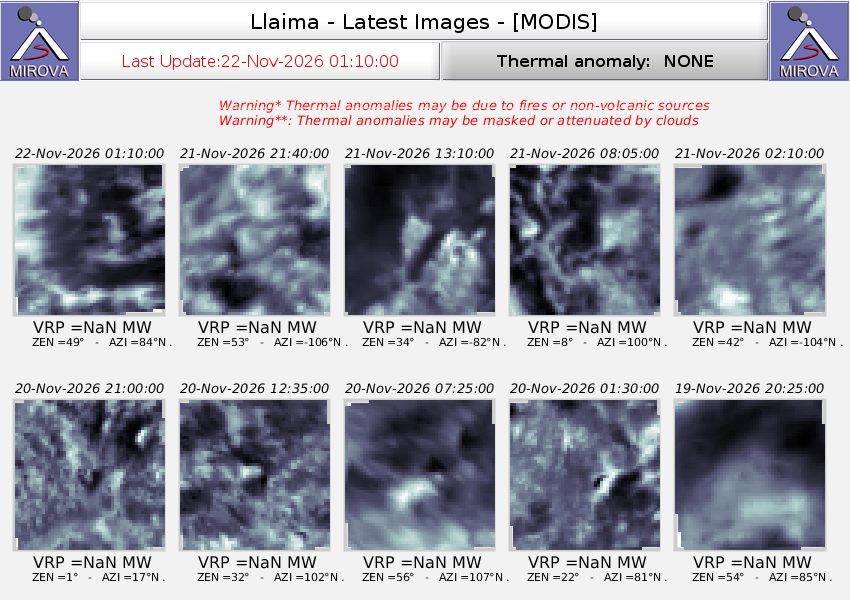 Llaima - Latest Images - [MODIS]
MIROVA
Last Update:22-Nov-2026 01:10:00
Thermal anomaly: NONE
MIROVA
Warning* Thermal anomalies may be due to fires or non-volcanic sources
Warning**: Thermal anomalies may be masked or attenuated by clouds
22-Nov-2026 01:10:00 21-Nov-2026 21:40:00 21-Nov-2026 13:10:00 21-Nov-2026 08:05:00 21-Nov-2026 02:10:00
VRP =NaN MW VRP =NaN MW VRP =NaN MW VRP =NaN MW VRP =NaN MW
ZEN =49° - AZI =84°N . ZEN =53° - AZI =-106°N . ZEN =34° - AZI =-82°N . ZEN =8° - AZI =100°N . ZEN =42° - AZI =-104°N .
20-Nov-2026 21:00:00 20-Nov-2026 12:35:00 20-Nov-2026 07:25:00 20-Nov-2026 01:30:00 19-Nov-2026 20:25:00
VRP =NaN MW VRP =NaN MW VRP =NaN MW VRP =NaN MW VRP =NaN MW
ZEN =1° - AZI =17°N . ZEN =32° - AZI =102°N . ZEN =56° - AZI =107°N . ZEN =22° - AZI =81°N . ZEN =54° - AZI =85°N .